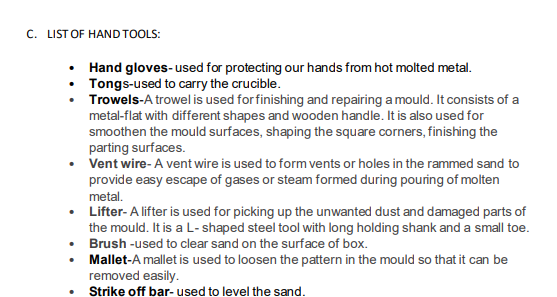 C. LIST OF HAND TOOLS:
• Hand gloves- used for protecting our hands from hot molted metal.
• Tongs-used to carry the crucible.
• Trowels-A trowel is used for finishing and repairing a mould. It consists of a
metal-flat with different shapes and wooden handle. It is also used for
smoothen the mould surfaces, shaping the square corners, finishing the
parting surfaces.
• Vent wire- A vent wire is used to form vents or holes in the rammed sand to
provide easy escape of gases or steam formed during pouring of molten
metal.
• Lifter- A lifter is used for picking up the unwanted dust and damaged parts of
the mould. It is a L- shaped steel tool with long holding shank and a small toe.
• Brush -used to clear sand on the surface of box.
• Mallet-A mallet is used to loosen the pattern in the mould so that it can be
removed easily.
• Strike off bar- used to level the sand.